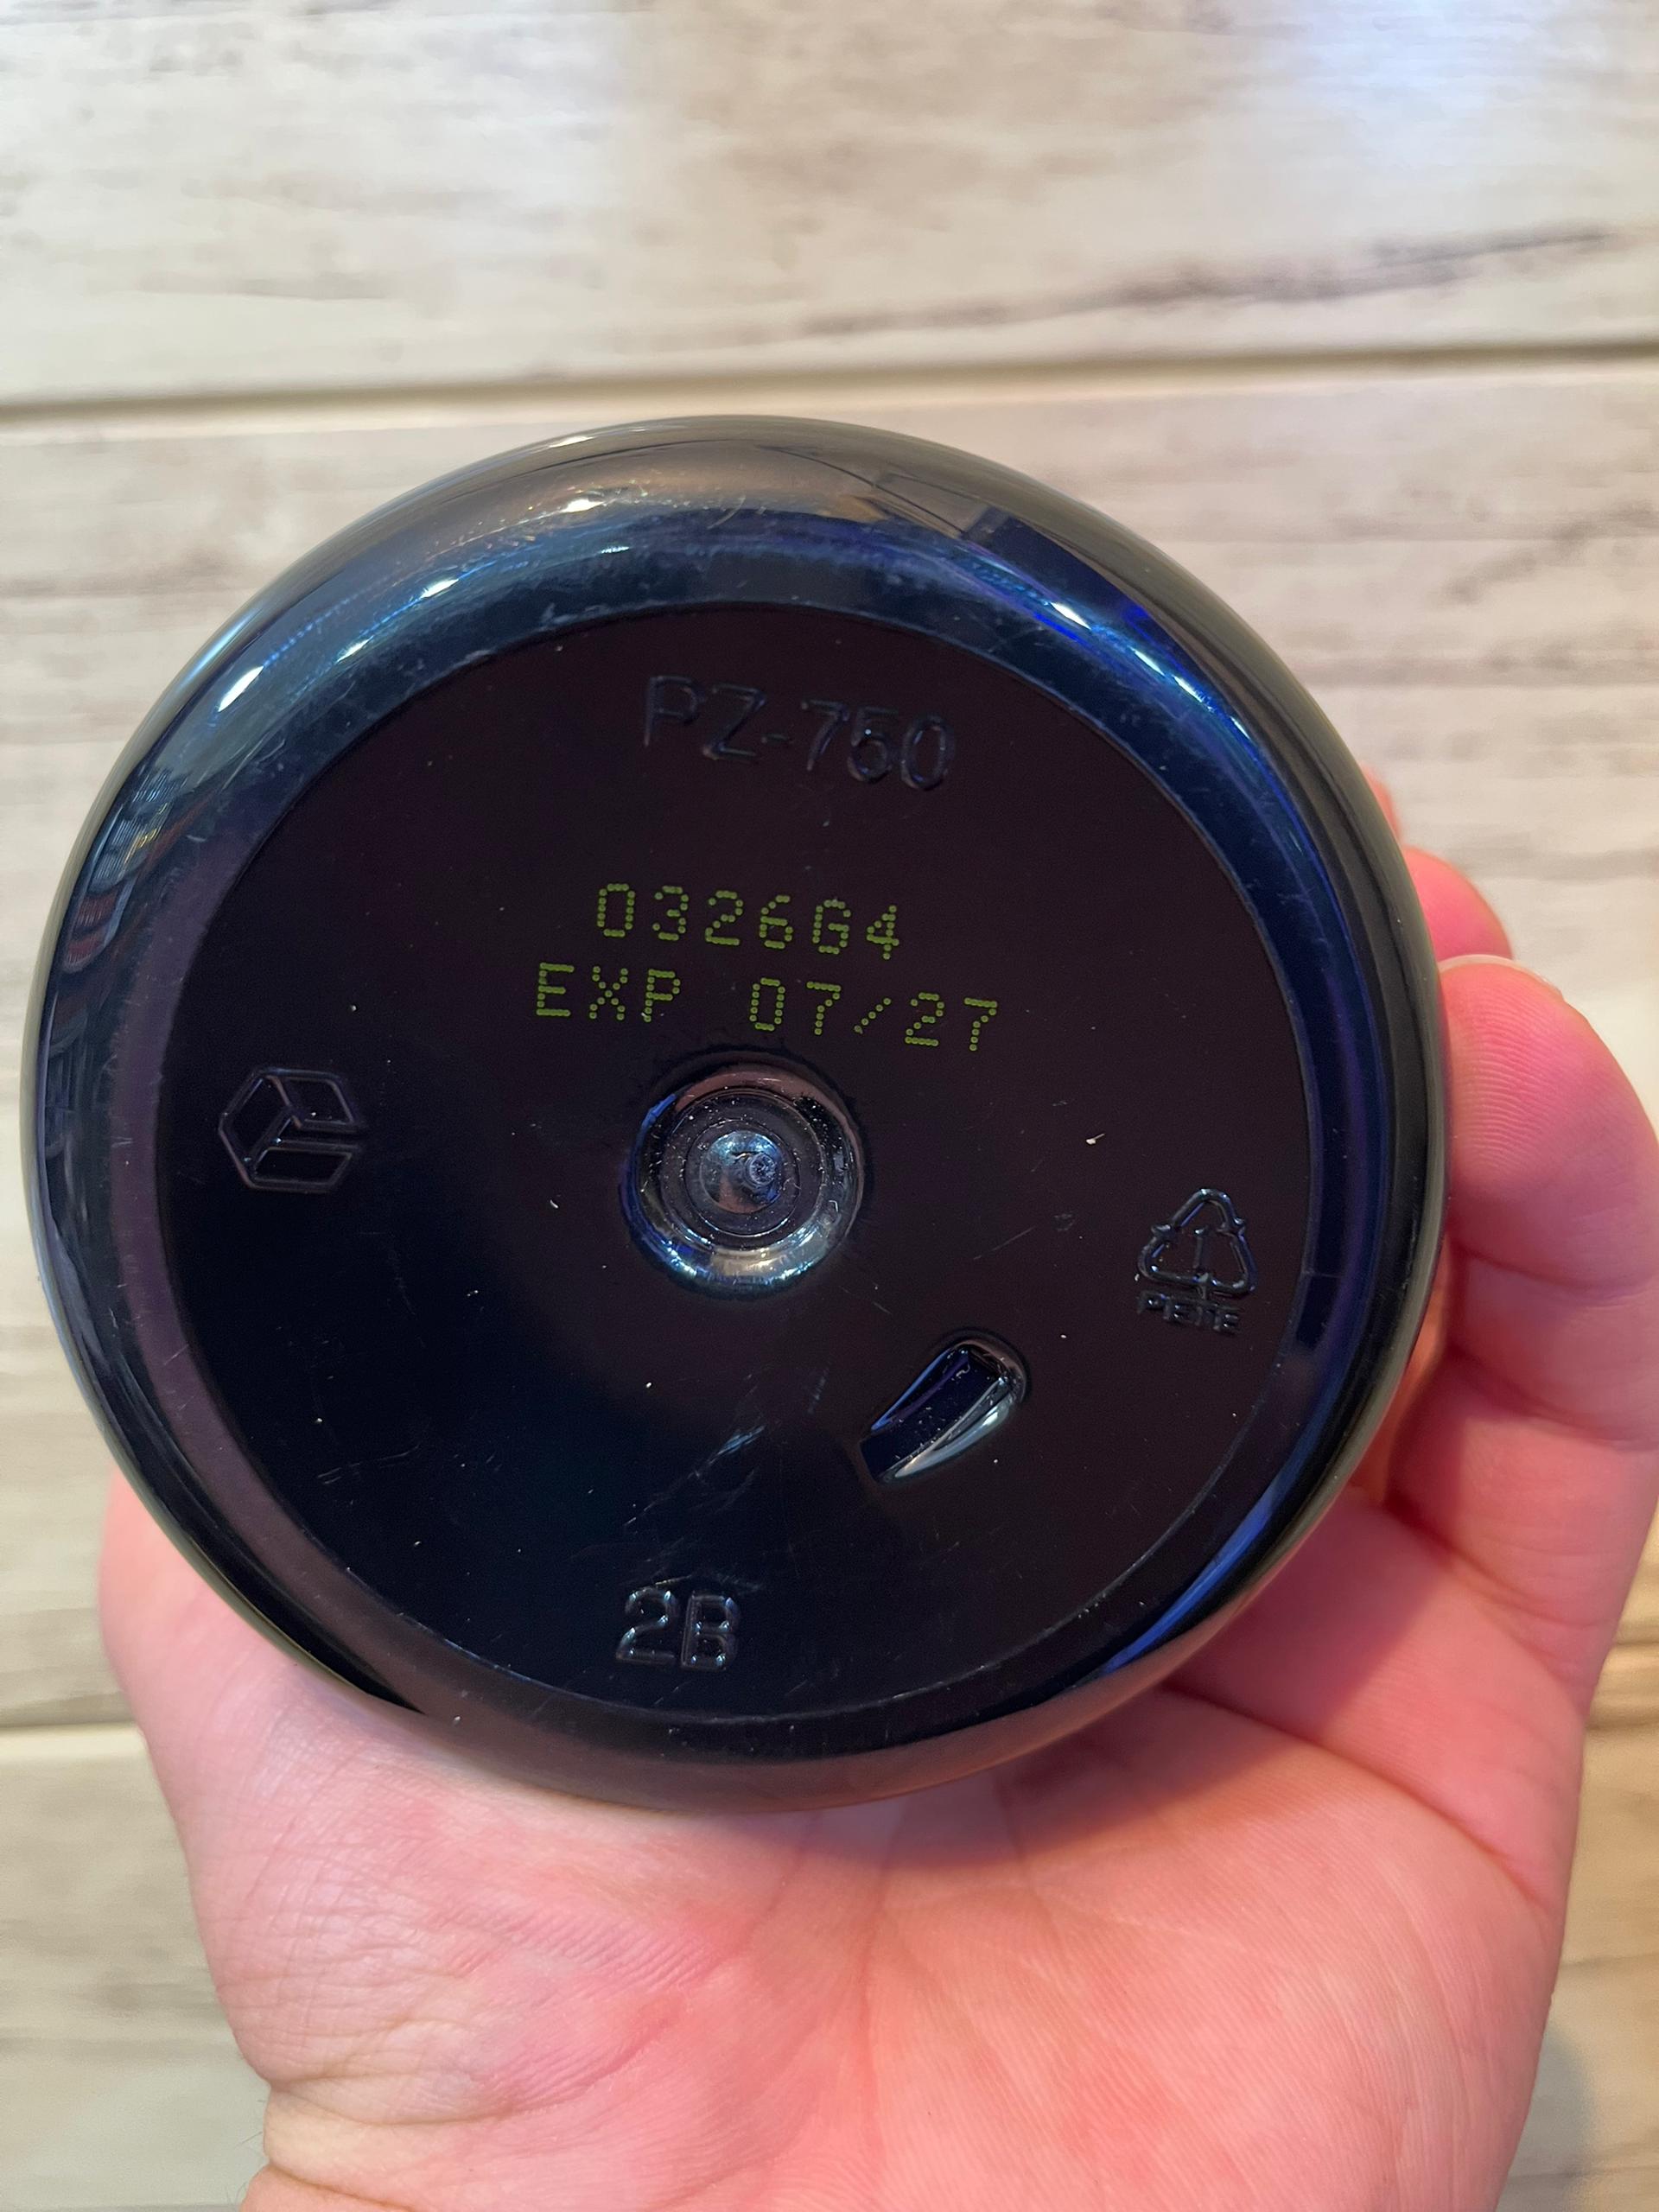 PZ-750
0326G4
EXP 07/27
1
PETE
2B